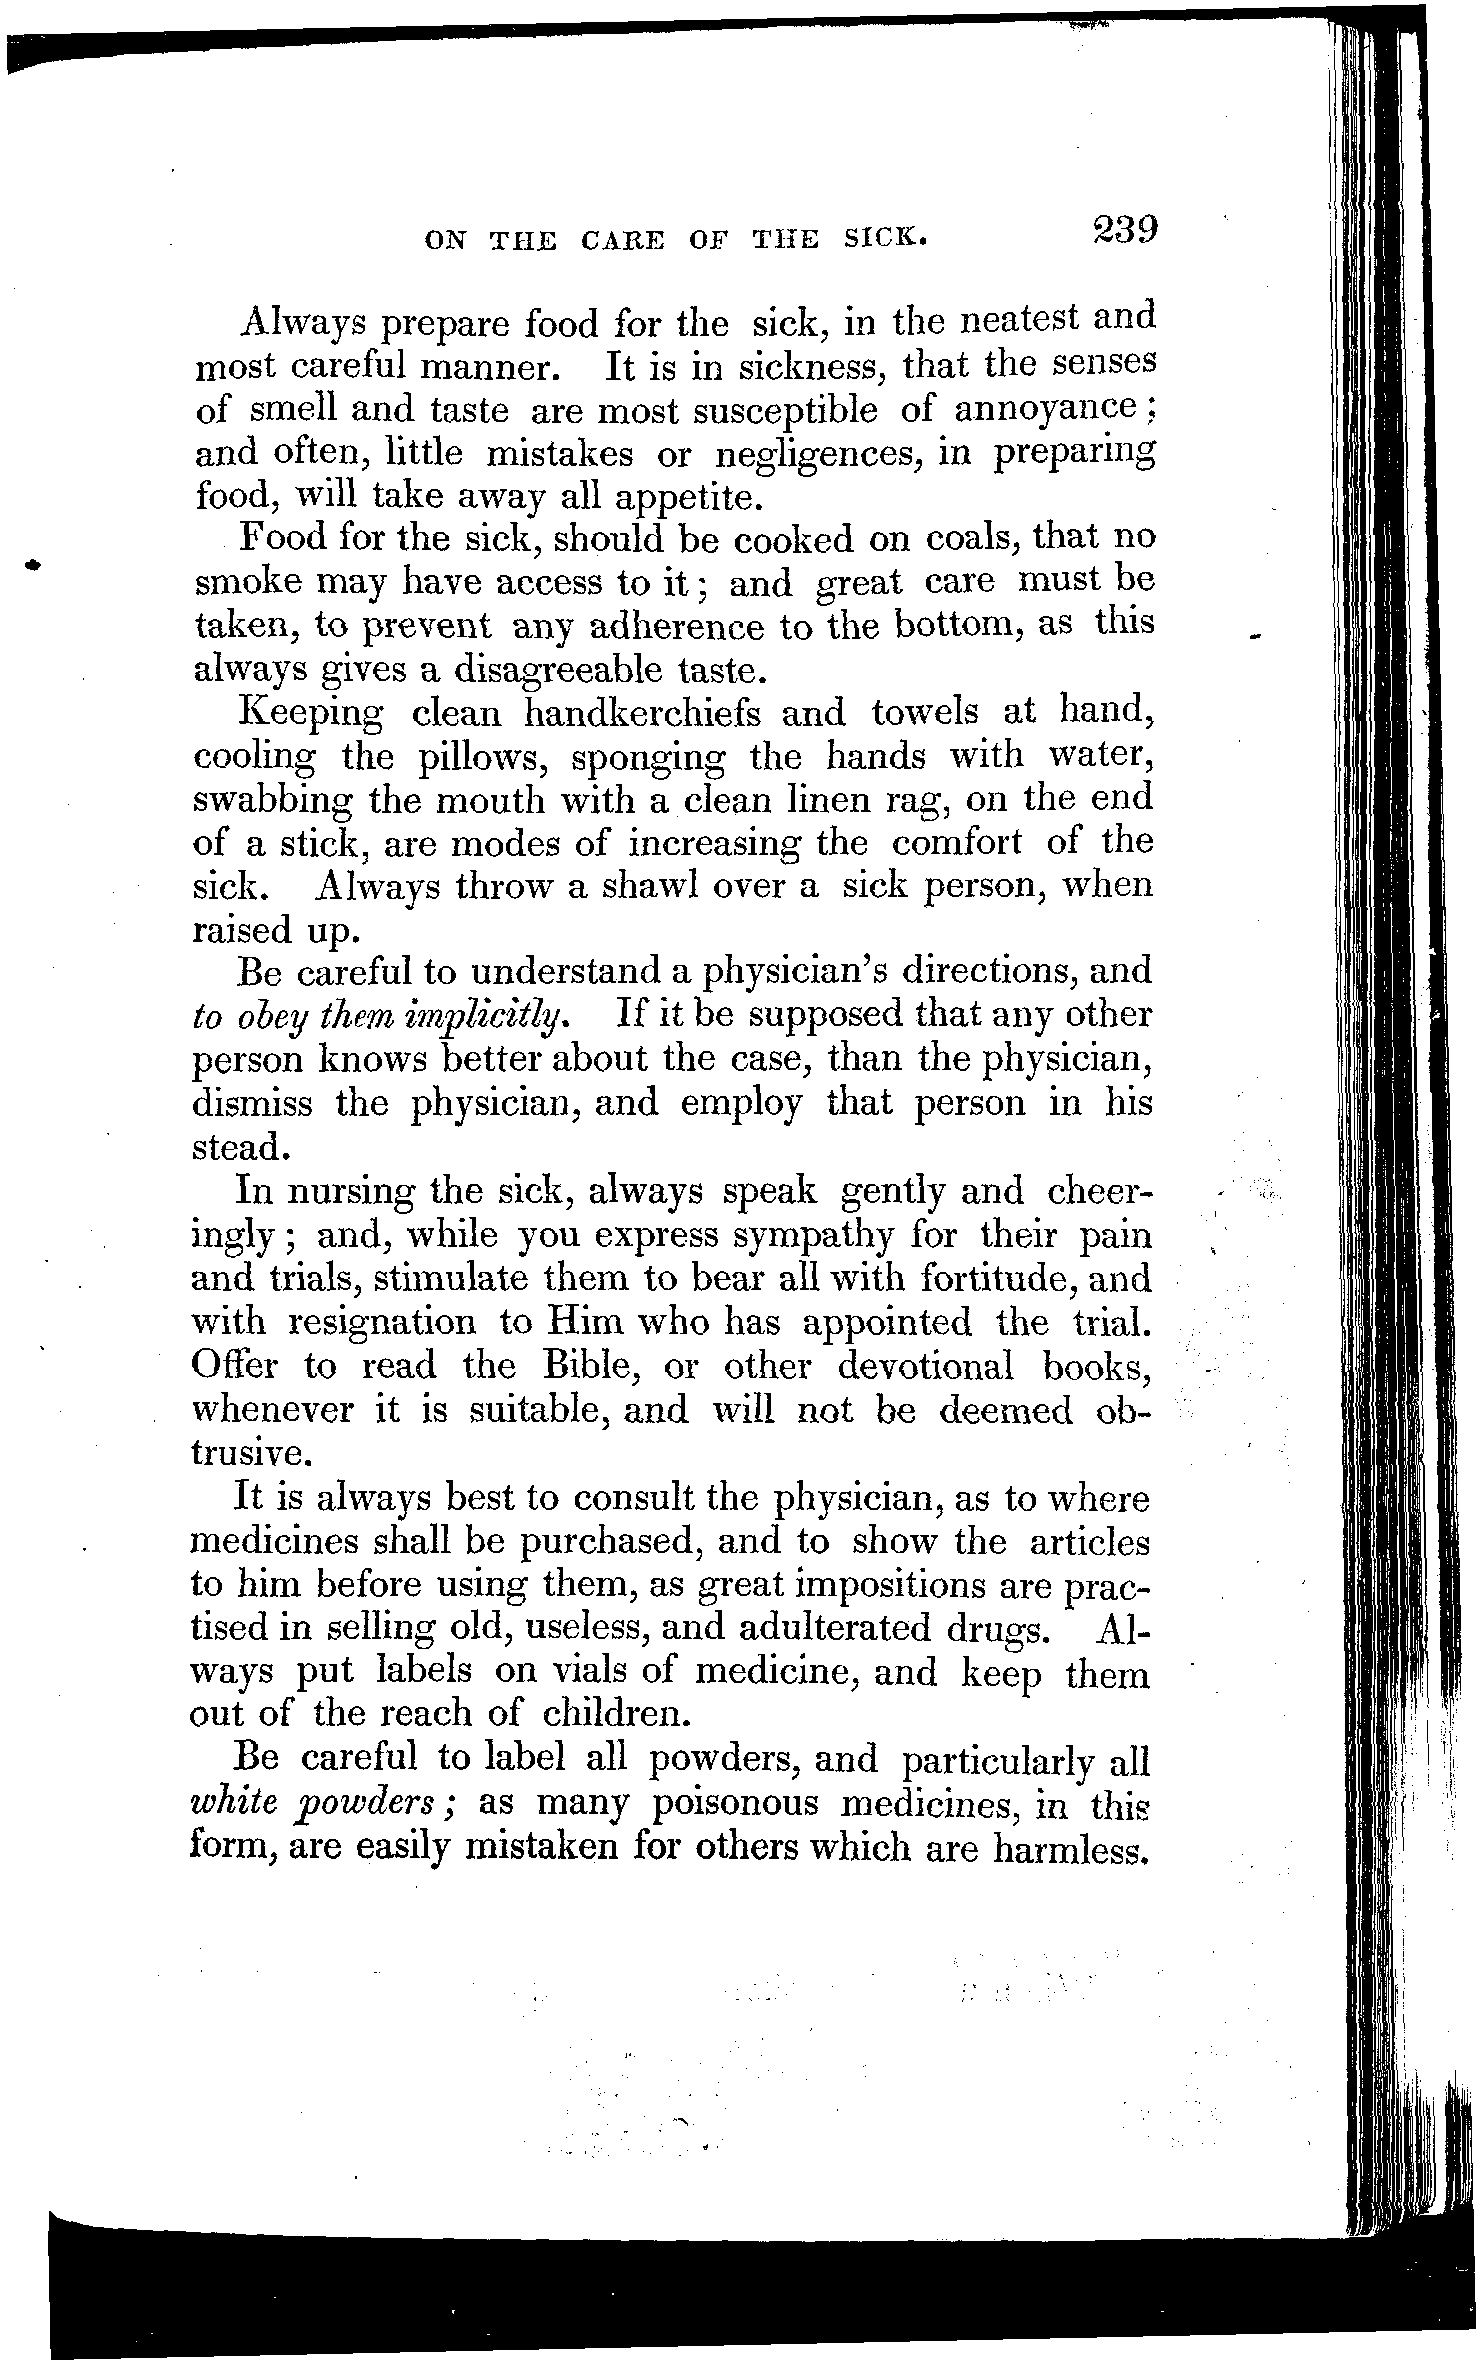 ON THE CARE OF THE SICK. 239
Always prepare food for the sick, in the neatest and
most careful manner. It is in sickness, that the senses
of smell and taste are most susceptible of annoyance;
and often, little mistakes or negligences, in preparing
food, will take away all appetite.
Food for the sick, should be cooked on coals, that no
smoke may have access to it; and great care must be
taken, to prevent any adherence to the bottom, as this
always gives a disagreeable taste.
Keeping clean handkerchiefs and towels at hand,
cooling the pillows, sponging the hands with water,
swabbing the mouth with a clean linen rag, on the end
of a stick, are modes of increasing the comfort of the
sick. Always throw a shawl over a sick person, when
raised up.
Be careful to understand a physician's directions, and
to obey them implicitly. If it be supposed that any other
person knows better about the case, than the physician,
dismiss the physician, and employ that person in his
stead.
In nursing the sick, always speak gently and cheer-
ingly; and, while you express sympathy for their pain
and trials, stimulate them to bear all with fortitude, and
with resignation to Him who has appointed the trial.
Offer to read the Bible, or other devotional books,
whenever it is suitable, and will not be deemed ob-
trusive.
It is always best to consult the physician, as to where
medicines shall be purchased, and to show the articles
to him before using them, as great impositions are prac-
tised in selling old, useless, and adulterated drugs. Al-
ways put labels on vials of medicine, and keep them
out of the reach of children.
Be careful to label all powders, and particularly all
white powders; as many poisonous medicines, in this
form, are easily mistaken for others which are harmless.